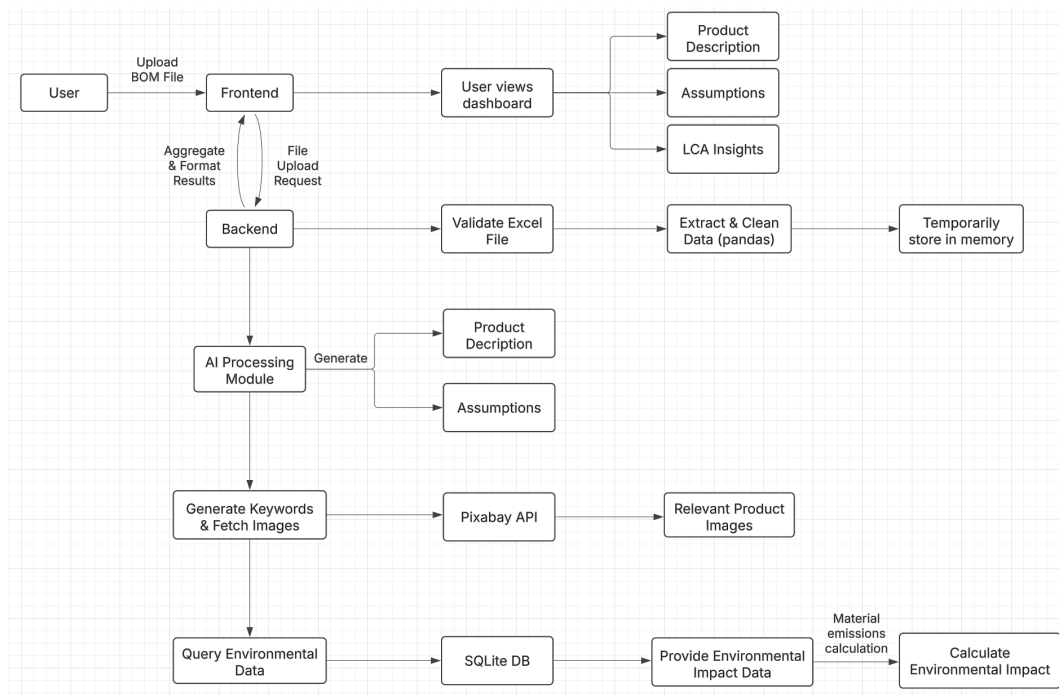 Product
Description
Upload
BOM File
User
Frontend
User views
dashboard
Assumptions
LCA Insights
Aggregate
& Format
Results
File
Upload
Request
Backend
Validate Excel
File
Extract & Clean
Data (pandas)
Temporarily
store in memory
Product
Decription
AI Processing
Module
Generate
Assumptions
Generate Keywords
& Fetch Images
Pixabay API
Relevant Product
Images
Material
emissions
calculation
Query Environmental
Data
SQLite DB
Provide Environmental
Impact Data
Calculate
Environmental Impact